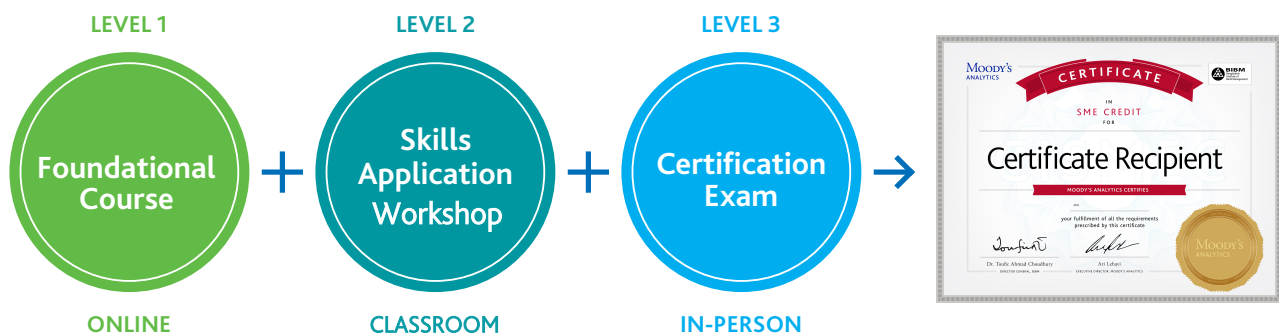 LEVEL 1
Foundational
Course
ONLINE
LEVEL 2
Skills
Application
Workshop
CLASSROOM
LEVEL 3
Certification
Exam
IN-PERSON
MOODY'S
ANALYTICS
CERTIFICATE
BIBM
IN
SME CREDIT
FOR
Certificate Recipient
MOODY'S ANALYTICS CERTIFIES
ON
your fulfillment of all the requirements
prescribed by this certificate
Dr. Toufic Ahmad Choudhury
DIRECTOR GENERAL, BIBM
Ari Lehavi
EXECUTIVE DIRECTOR, MOODY'S ANALYTICS
MOODY'S
ANALYTICS